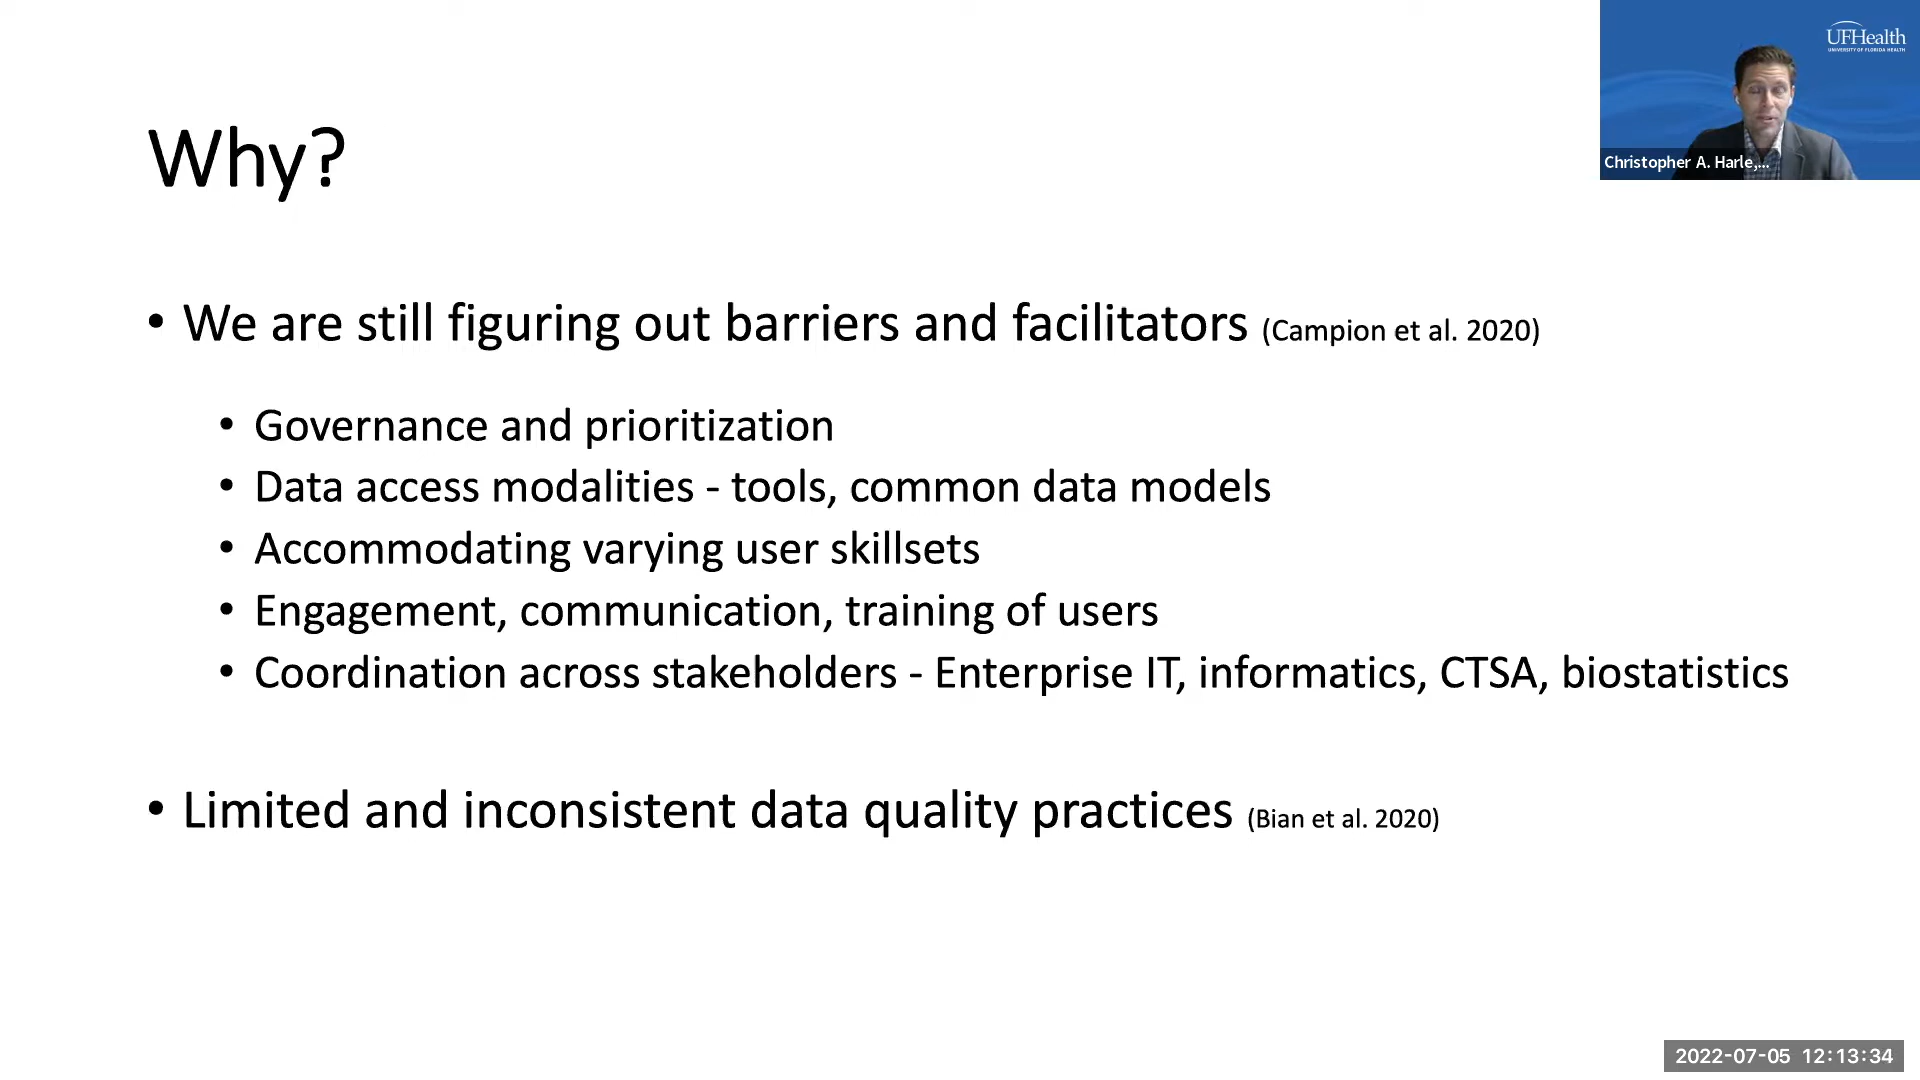 UFHealth
UNIVERSITY OF FLORIDA HEALTH
Christopher A. Harle,...
Why?
• We are still figuring out barriers and facilitators (Campion et al. 2020)
• Governance and prioritization
• Data access modalities - tools, common data models
• Accommodating varying user skillsets
• Engagement, communication, training of users
• Coordination across stakeholders - Enterprise IT, informatics, CTSA, biostatistics
• Limited and inconsistent data quality practices (Bian et al. 2020)
2022-07-05 12:13:34